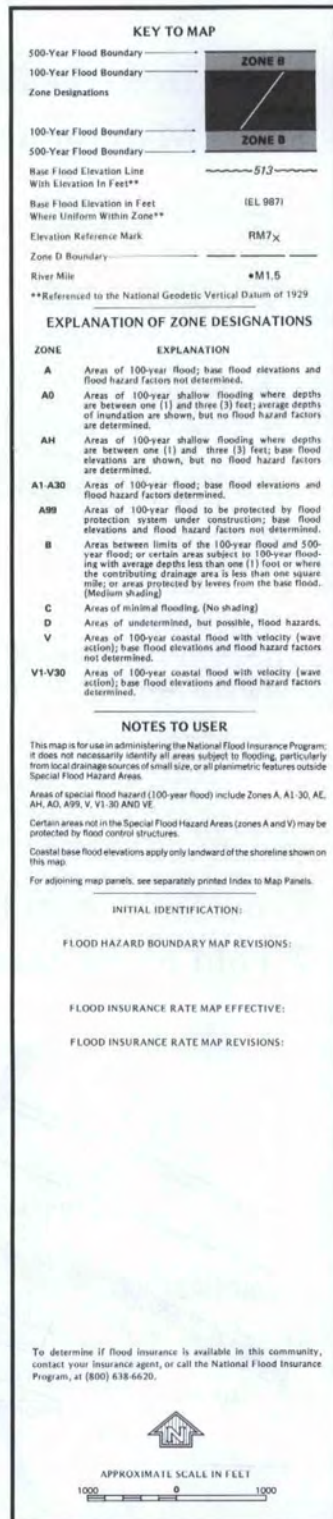 KEY TO MAP
500-Year Flood Boundary
ZONE B
100-Year Flood Boundary
Zone Designations
100-Year Flood Boundary
ZONE B
500-Year Flood Boundary
Base Flood Elevation Line
With Elevation In Feet**
513
Base Flood Elevation in Feet
Where Uniform Within Zone**
(EL 987)
Elevation Reference Mark
RM7X
Zone D Boundary
River Mile
•M1.5
**Referenced to the National Geodetic Vertical Datum of 1929
EXPLANATION OF ZONE DESIGNATIONS
ZONE EXPLANATION
A Areas of 100-year flood; base flood elevations and
flood hazard factors not determined.
A0 Areas of 100-year shallow flooding where depths
are between one (1) and three (3) feet; average depths
of inundation are shown, but no flood hazard factors
are determined.
AH Areas of 100-year shallow flooding where depths
are between one (1) and three (3) feet; base flood
elevations are shown, but no flood hazard factors
are determined.
A1-A30 Areas of 100-year flood; base flood elevations and
flood hazard factors determined.
A99 Areas of 100-year flood to be protected by flood
protection system under construction; base flood
elevations and flood hazard factors not determined.
B Areas between limits of the 100-year flood and 500-
year flood; or certain areas subject to 100-year flood-
ing with average depths less than one (1) foot or where
the contributing drainage area is less than one square
mile; or areas protected by levees from the base flood.
(Medium shading)
C Areas of minimal flooding. (No shading)
D Areas of undetermined, but possible, flood hazards.
V Areas of 100-year coastal flood with velocity (wave
action); base flood elevations and flood hazard factors
not determined.
V1-V30 Areas of 100-year coastal flood with velocity (wave
action); base flood elevations and flood hazard factors
determined.
NOTES TO USER
This map is for use in administering the National Flood Insurance Program;
it does not necessarily identify all areas subject to flooding, particularly
from local drainage sources of small size, or all planimetric features outside
Special Flood Hazard Areas.
Areas of special flood hazard (100-year flood) include Zones A, A1-30, AE,
AH, AO, A99, V, V1-30 AND VE.
Certain areas not in the Special Flood Hazard Areas (zones A and V) may be
protected by flood control structures.
Coastal base flood elevations apply only landward of the shoreline shown on
this map.
For adjoining map panels, see separately printed Index to Map Panels.
INITIAL IDENTIFICATION:
FLOOD HAZARD BOUNDARY MAP REVISIONS:
FLOOD INSURANCE RATE MAP EFFECTIVE:
FLOOD INSURANCE RATE MAP REVISIONS:
To determine if flood insurance is available in this community,
contact your insurance agent, or call the National Flood Insurance
Program, at (800) 638-6620.
N
APPROXIMATE SCALE IN FEET
1000 0 1000